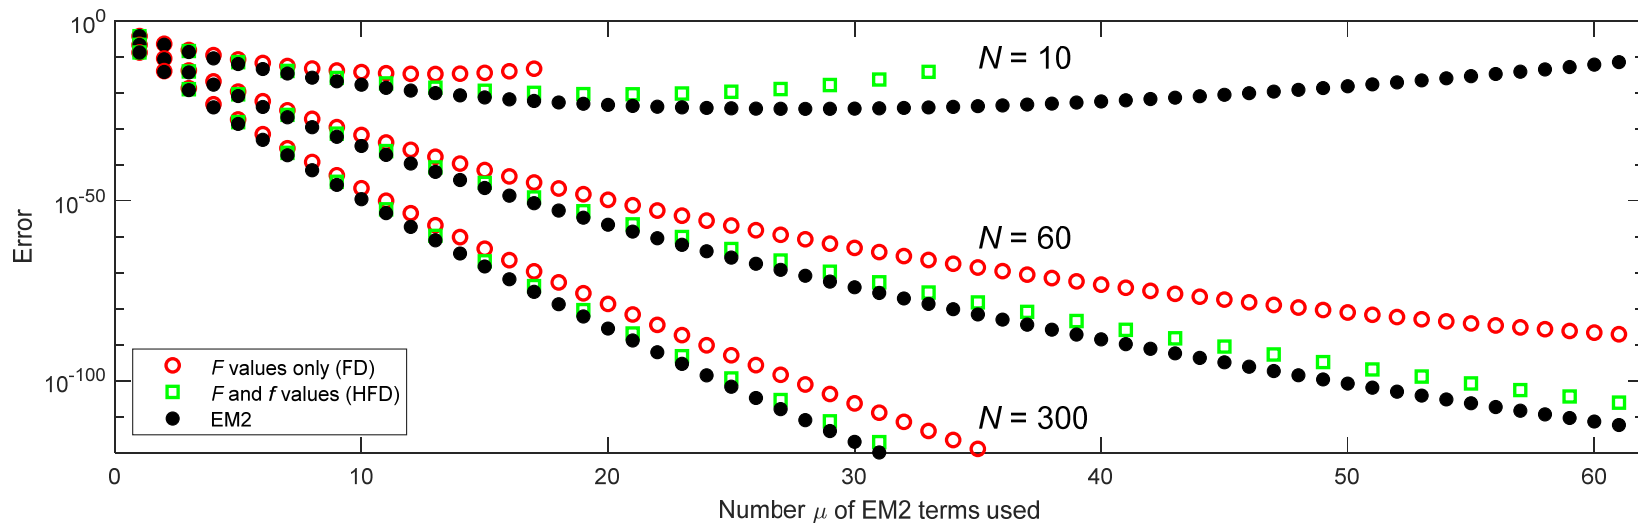 10^0
N = 10
10^-50
Error
N = 60
F values only (FD)
10^-100
F and f values (HFD)
N = 300
EM2
0 10 20 30 40 50 60
Number μ of EM2 terms used